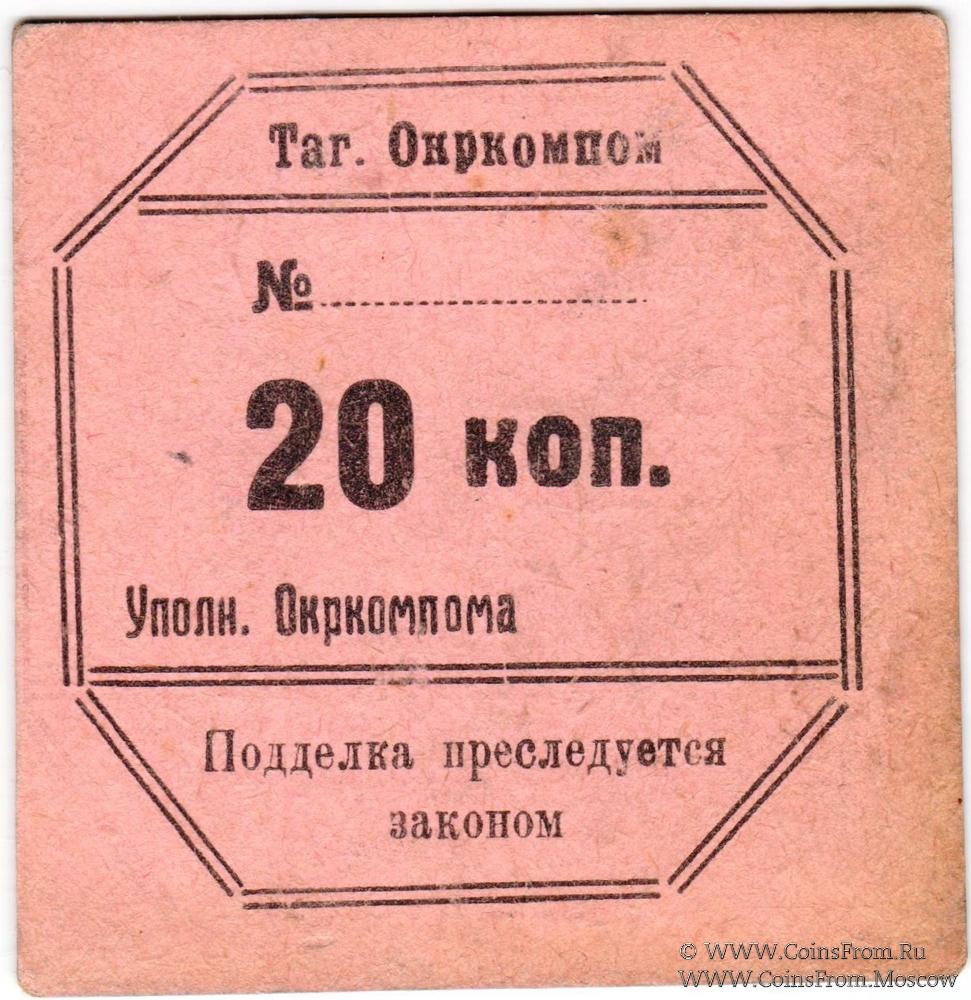 Таг. Окркомпом
№
20 коп.
Уполн. Окркомпома
Подделка преследуется
законом
© WWW.CoinsFrom.Ru
WWW.CoinsFrom.Moscow